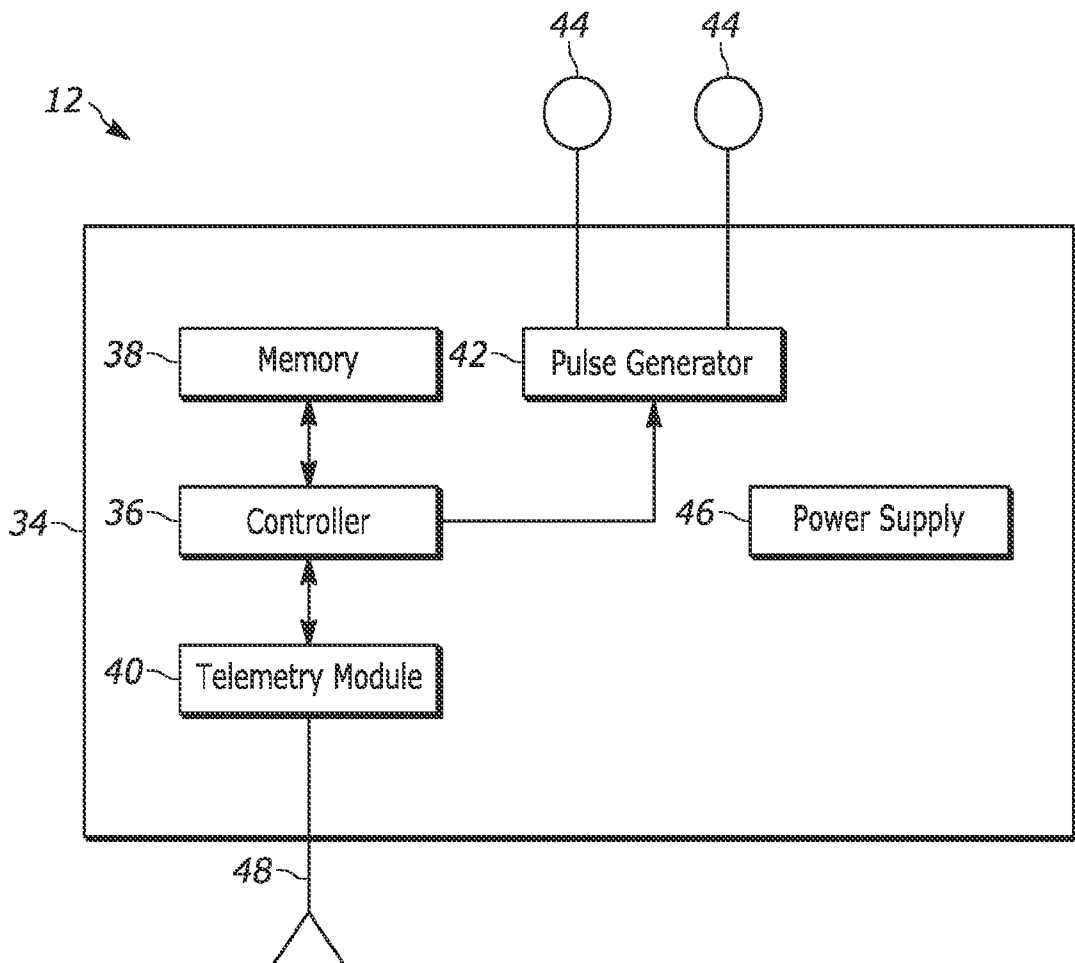 44 44
12
38 Memory 42 Pulse Generator
34 36 Controller 46 Power Supply
40 Telemetry Module
48